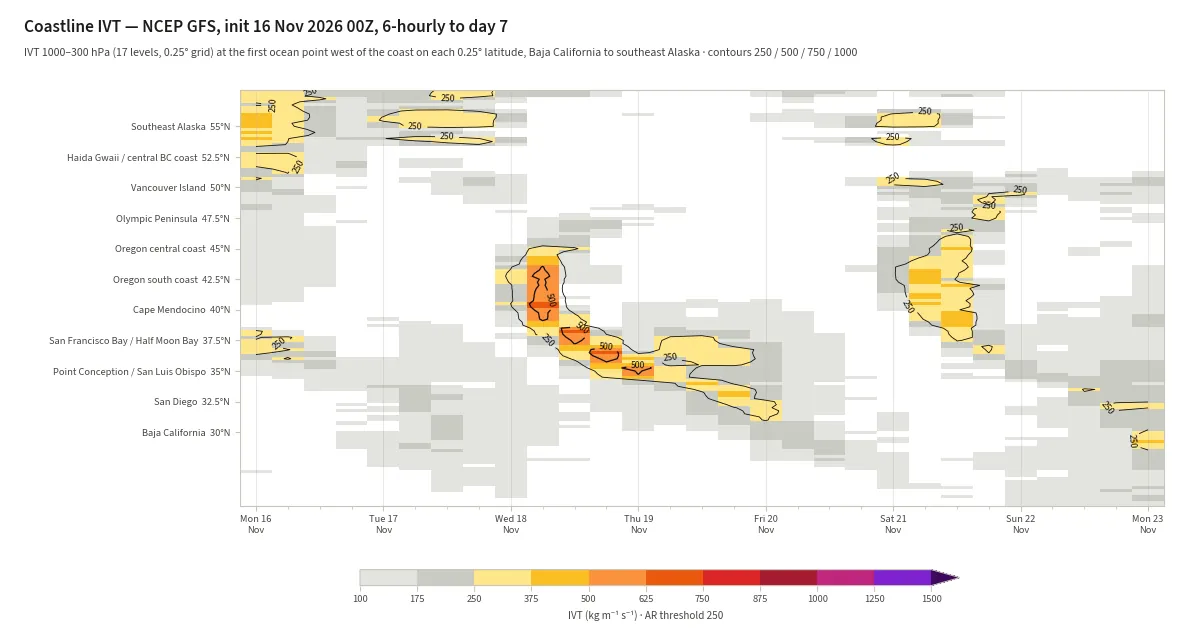 Coastline IVT — NCEP GFS, init 16 Nov 2026 00Z, 6-hourly to day 7
IVT 1000–300 hPa (17 levels, 0.25° grid) at the first ocean point west of the coast on each 0.25° latitude, Baja California to southeast Alaska · contours 250 / 500 / 750 / 1000
250
250
250
250
250
250
250
Southeast Alaska 55°N
Haida Gwaii / central BC coast 52.5°N
250
Vancouver Island 50°N
250
250
250
Olympic Peninsula 47.5°N
250
Oregon central coast 45°N
Oregon south coast 42.5°N
500
250
Cape Mendocino 40°N
500
250
San Francisco Bay / Half Moon Bay 37.5°N
250
500
250
500
Point Conception / San Luis Obispo 35°N
San Diego 32.5°N
250
Baja California 30°N
250
Mon 16 Tue 17 Wed 18 Thu 19 Fri 20 Sat 21 Sun 22 Mon 23
Nov Nov Nov Nov Nov Nov Nov Nov
100 175 250 375 500 625 750 875 1000 1250 1500
IVT (kg m⁻¹ s⁻¹) · AR threshold 250